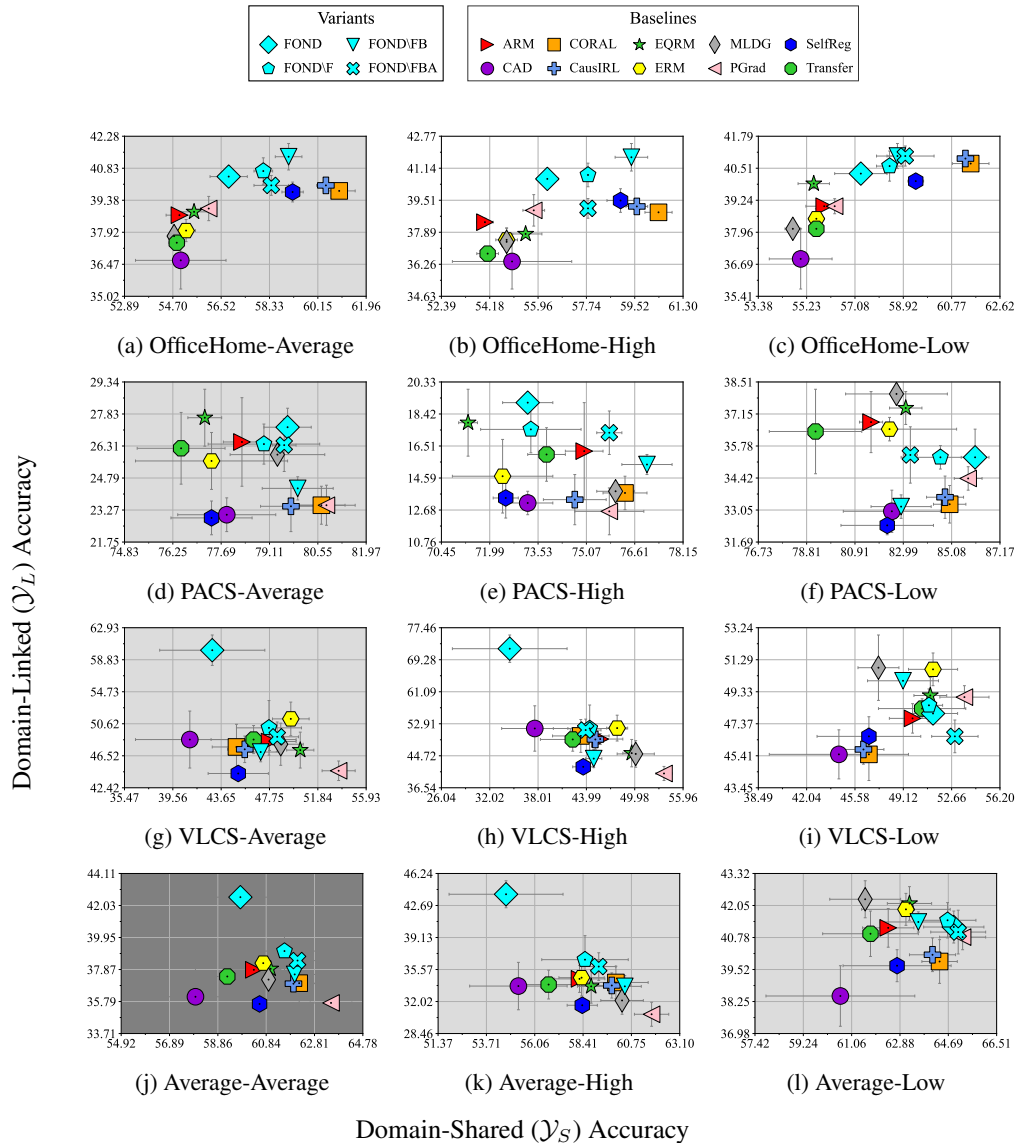 Variants
FOND
FOND\FB
FOND\F
FOND\FBA
Baselines
ARM
CORAL
EQRM
MLDG
SelfReg
CAD
CausIRL
ERM
PGrad
Transfer
Domain-Linked (𝒴_L) Accuracy
42.28
40.83
39.38
37.92
36.47
35.02
52.89 54.70 56.52 58.33 60.15 61.96
(a) OfficeHome-Average
42.77
41.14
39.51
37.89
36.26
34.63
52.39 54.18 55.96 57.74 59.52 61.30
(b) OfficeHome-High
41.79
40.51
39.24
37.96
36.69
35.41
53.38 55.23 57.08 58.92 60.77 62.62
(c) OfficeHome-Low
29.34
27.83
26.31
24.79
23.27
21.75
74.83 76.25 77.69 79.11 80.55 81.97
(d) PACS-Average
20.33
18.42
16.51
14.59
12.68
10.76
70.45 71.99 73.53 75.07 76.61 78.15
(e) PACS-High
38.51
37.15
35.78
34.42
33.05
31.69
76.73 78.81 80.91 82.99 85.08 87.17
(f) PACS-Low
62.93
58.83
54.73
50.62
46.52
42.42
35.47 39.56 43.65 47.75 51.84 55.93
(g) VLCS-Average
77.46
69.28
61.09
52.91
44.72
36.54
26.04 32.02 38.01 43.99 49.98 55.96
(h) VLCS-High
53.24
51.29
49.33
47.37
45.41
43.45
38.49 42.04 45.58 49.12 52.66 56.20
(i) VLCS-Low
44.11
42.03
39.95
37.87
35.79
33.71
54.92 56.89 58.86 60.84 62.81 64.78
(j) Average-Average
46.24
42.68
39.13
35.57
32.02
28.46
51.37 53.71 56.06 58.41 60.75 63.10
(k) Average-High
43.32
42.05
40.78
39.52
38.25
36.98
57.42 59.24 61.06 62.88 64.69 66.51
(l) Average-Low
Domain-Shared (𝒴_S) Accuracy